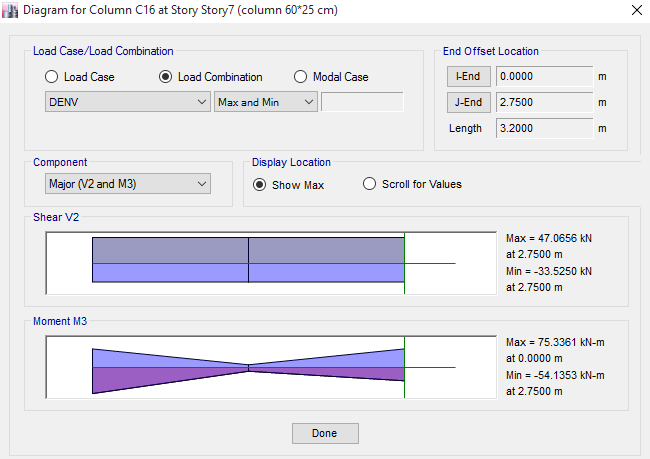 Diagram for Column C16 at Story Story7 (column 60*25 cm)
Load Case/Load Combination
Load Case
Load Combination
Modal Case
DENV
Max and Min
End Offset Location
I-End
0.0000
m
J-End
2.7500
m
Length
3.2000
m
Component
Major (V2 and M3)
Display Location
Show Max
Scroll for Values
Shear V2
Max = 47.0656 kN
at 2.7500 m
Min = -33.5250 kN
at 2.7500 m
Moment M3
Max = 75.3361 kN-m
at 0.0000 m
Min = -54.1353 kN-m
at 2.7500 m
Done